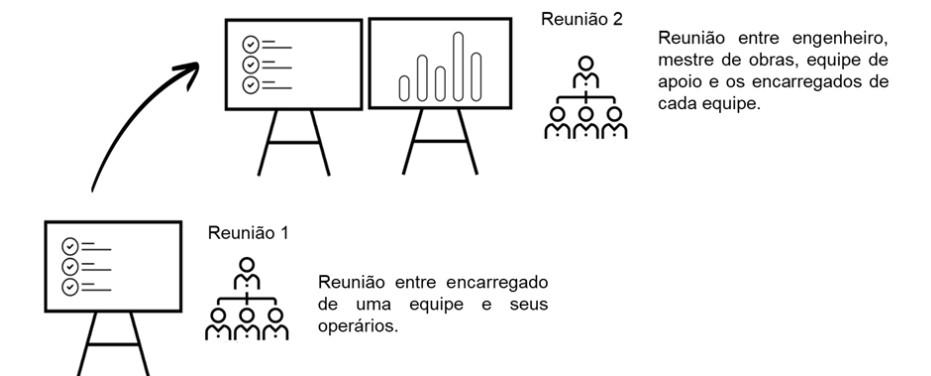 Reunião 2
Reunião entre engenheiro,
mestre de obras, equipe de
apoio e os encarregados de
cada equipe.
Reunião 1
Reunião entre encarregado
de uma equipe e seus
operários.